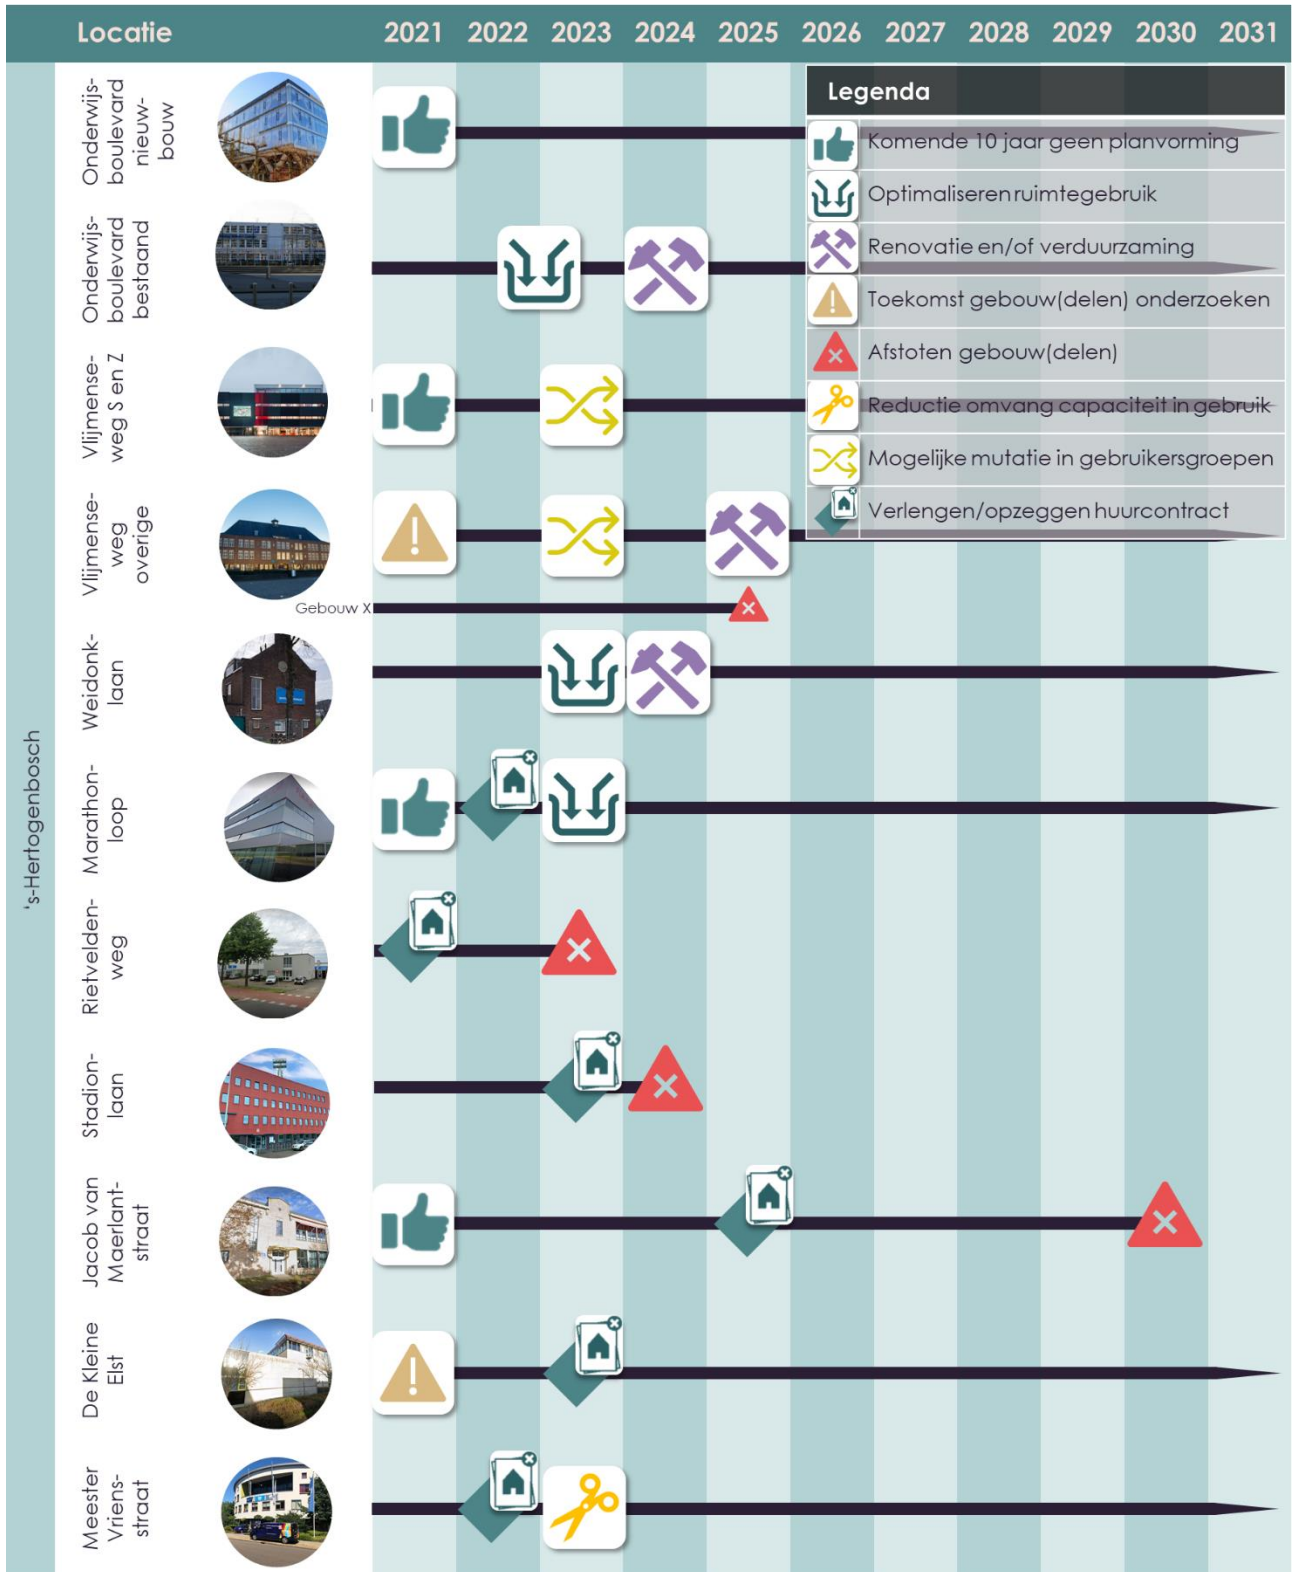 Locatie 2021 2022 2023 2024 2025 2026 2027 2028 2029 2030 2031
's-Hertogenbosch
Onderwijs-
boulevard
nieuw-
bouw
Legenda
Komende 10 jaar geen planvorming
Optimaliseren ruimtegebruik
Renovatie en/of verduurzaming
Toekomst gebouw(delen) onderzoeken
Afstoten gebouw(delen)
Reductie omvang capaciteit in gebruik
Mogelijke mutatie in gebruikersgroepen
Verlengen/opzeggen huurcontract
Onderwijs-
boulevard
bestaand
Vlijmense-
weg S en Z
Vlijmense-
weg
overige
Gebouw X
Weidonk-
laan
Marathon-
loop
Rietvelden-
weg
Stadion-
laan
Jacob van
Maerlant-
straat
De Kleine
Elst
Meester
Vriens-
straat